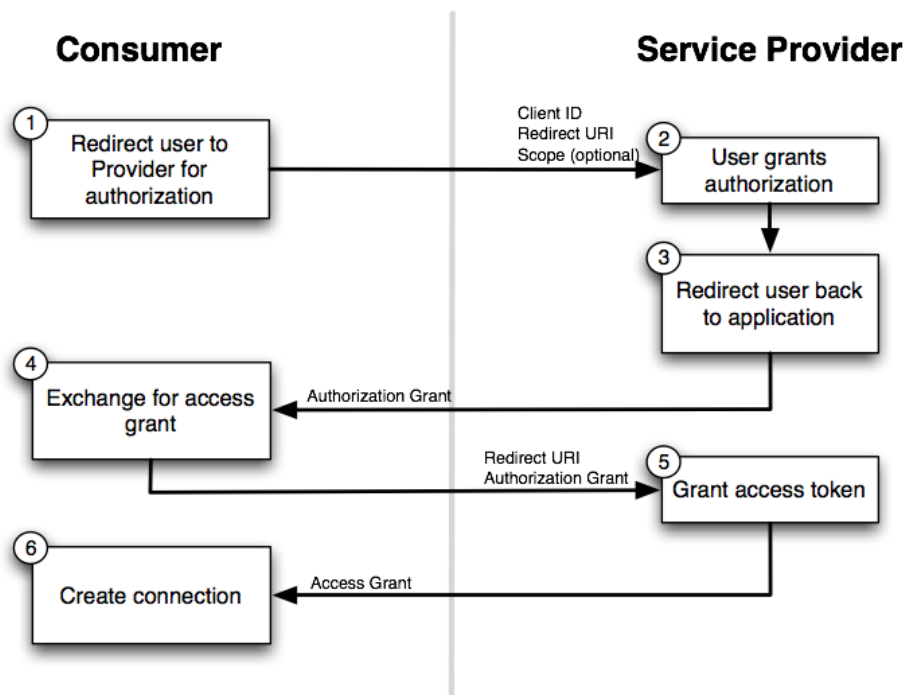 Consumer
Service Provider
1
Redirect user to
Provider for
authorization
Client ID
Redirect URI
Scope (optional)
2
User grants
authorization
3
Redirect user back
to application
4
Exchange for access
grant
Authorization Grant
Redirect URI
Authorization Grant
5
Grant access token
6
Create connection
Access Grant